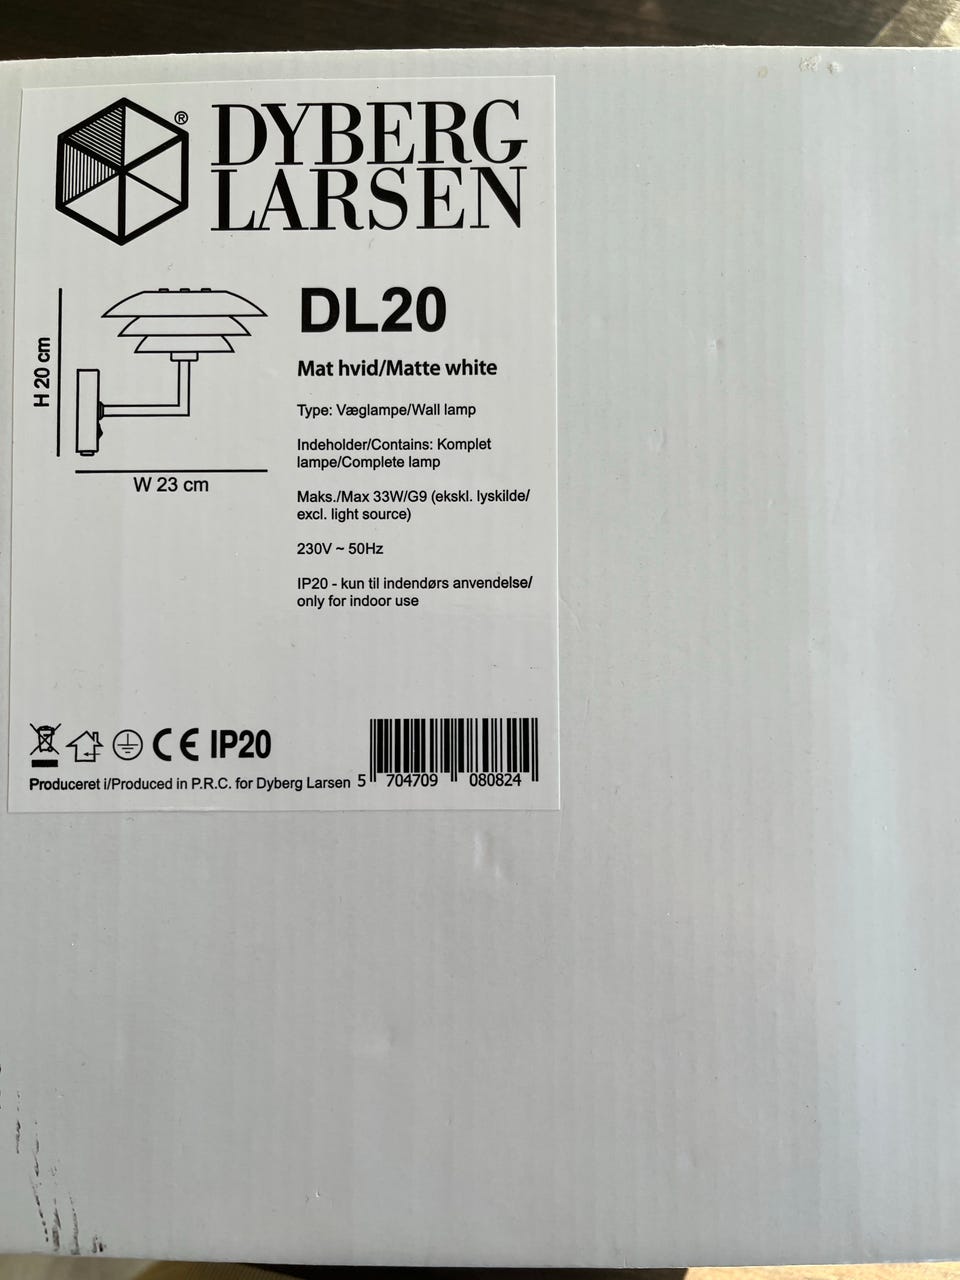 DYBERG
LARSEN
®
DL20
Mat hvid/Matte white
Type: Væglampe/Wall lamp
Indeholder/Contains: Komplet
lampe/Complete lamp
Maks./Max 33W/G9 (ekskl. lyskilde/
excl. light source)
230V ~ 50Hz
IP20 - kun til indendørs anvendelse/
only for indoor use
H 20 cm
W 23 cm
CE IP20
Produceret i/Produced in P.R.C. for Dyberg Larsen
5 704709 080824